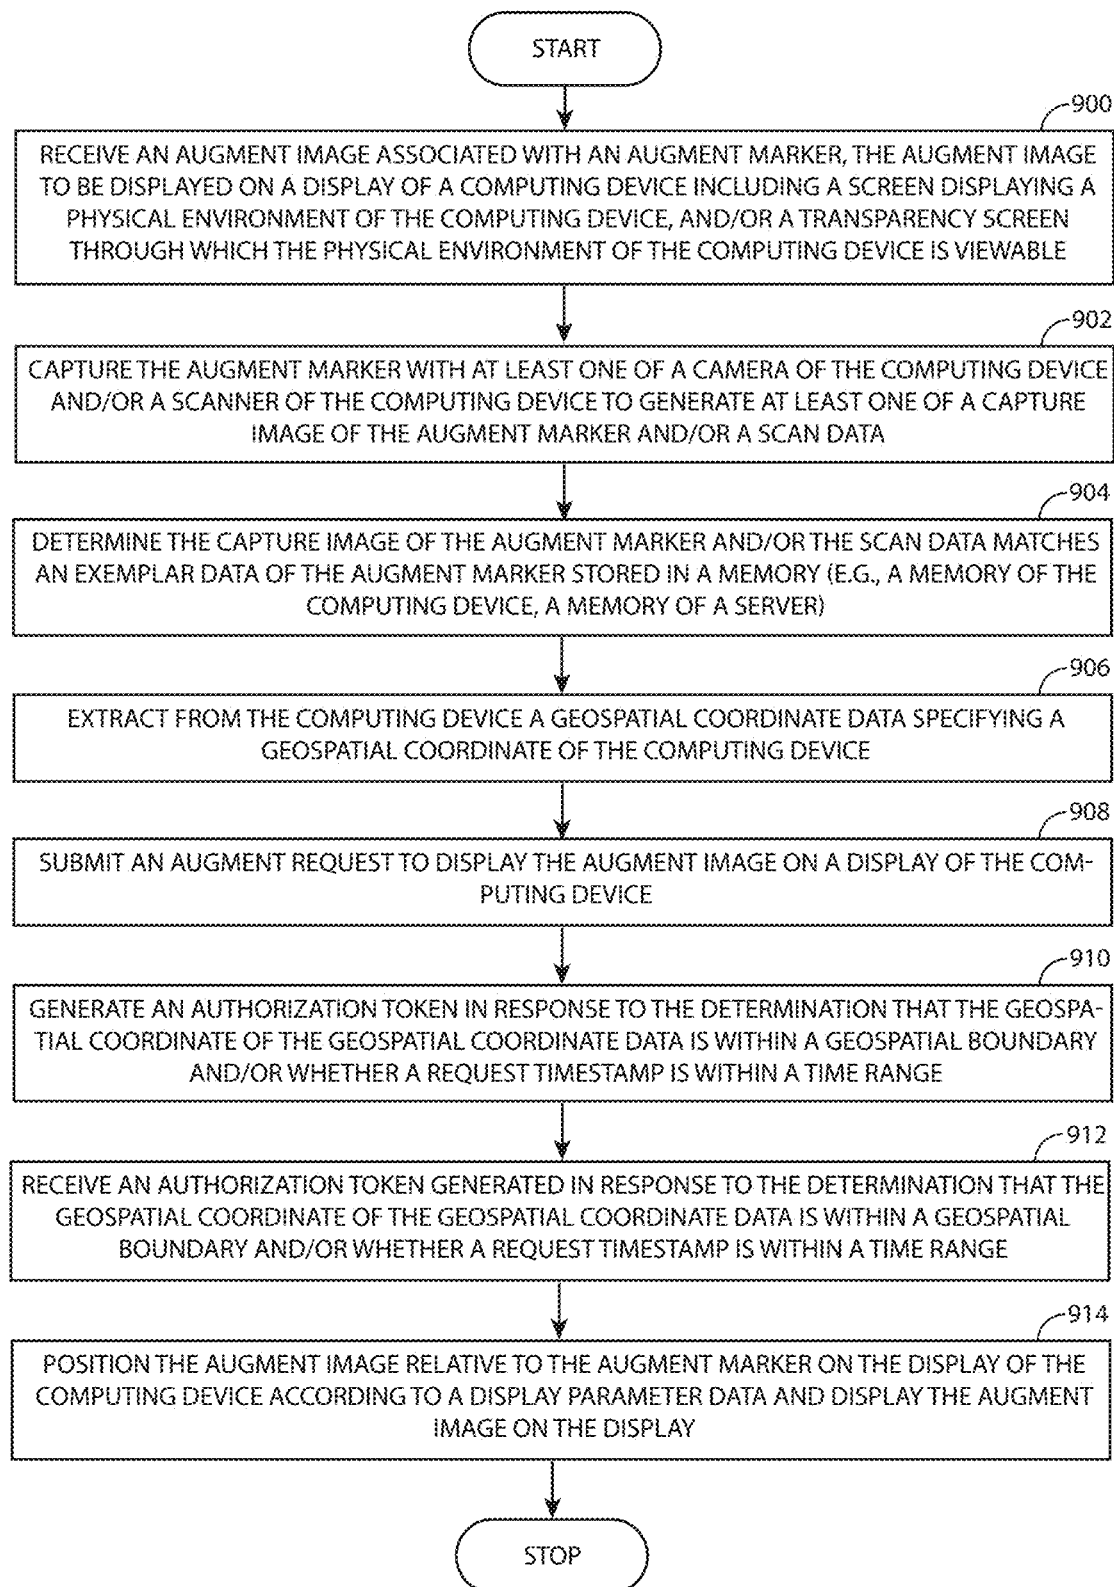 START
900
RECEIVE AN AUGMENT IMAGE ASSOCIATED WITH AN AUGMENT MARKER, THE AUGMENT IMAGE
TO BE DISPLAYED ON A DISPLAY OF A COMPUTING DEVICE INCLUDING A SCREEN DISPLAYING A
PHYSICAL ENVIRONMENT OF THE COMPUTING DEVICE, AND/OR A TRANSPARENCY SCREEN
THROUGH WHICH THE PHYSICAL ENVIRONMENT OF THE COMPUTING DEVICE IS VIEWABLE
902
CAPTURE THE AUGMENT MARKER WITH AT LEAST ONE OF A CAMERA OF THE COMPUTING DEVICE
AND/OR A SCANNER OF THE COMPUTING DEVICE TO GENERATE AT LEAST ONE OF A CAPTURE
IMAGE OF THE AUGMENT MARKER AND/OR A SCAN DATA
904
DETERMINE THE CAPTURE IMAGE OF THE AUGMENT MARKER AND/OR THE SCAN DATA MATCHES
AN EXEMPLAR DATA OF THE AUGMENT MARKER STORED IN A MEMORY (E.G., A MEMORY OF THE
COMPUTING DEVICE, A MEMORY OF A SERVER)
906
EXTRACT FROM THE COMPUTING DEVICE A GEOSPATIAL COORDINATE DATA SPECIFYING A
GEOSPATIAL COORDINATE OF THE COMPUTING DEVICE
908
SUBMIT AN AUGMENT REQUEST TO DISPLAY THE AUGMENT IMAGE ON A DISPLAY OF THE COM-
PUTING DEVICE
910
GENERATE AN AUTHORIZATION TOKEN IN RESPONSE TO THE DETERMINATION THAT THE GEOSPA-
TIAL COORDINATE OF THE GEOSPATIAL COORDINATE DATA IS WITHIN A GEOSPATIAL BOUNDARY
AND/OR WHETHER A REQUEST TIMESTAMP IS WITHIN A TIME RANGE
912
RECEIVE AN AUTHORIZATION TOKEN GENERATED IN RESPONSE TO THE DETERMINATION THAT THE
GEOSPATIAL COORDINATE OF THE GEOSPATIAL COORDINATE DATA IS WITHIN A GEOSPATIAL
BOUNDARY AND/OR WHETHER A REQUEST TIMESTAMP IS WITHIN A TIME RANGE
914
POSITION THE AUGMENT IMAGE RELATIVE TO THE AUGMENT MARKER ON THE DISPLAY OF THE
COMPUTING DEVICE ACCORDING TO A DISPLAY PARAMETER DATA AND DISPLAY THE AUGMENT
IMAGE ON THE DISPLAY
STOP